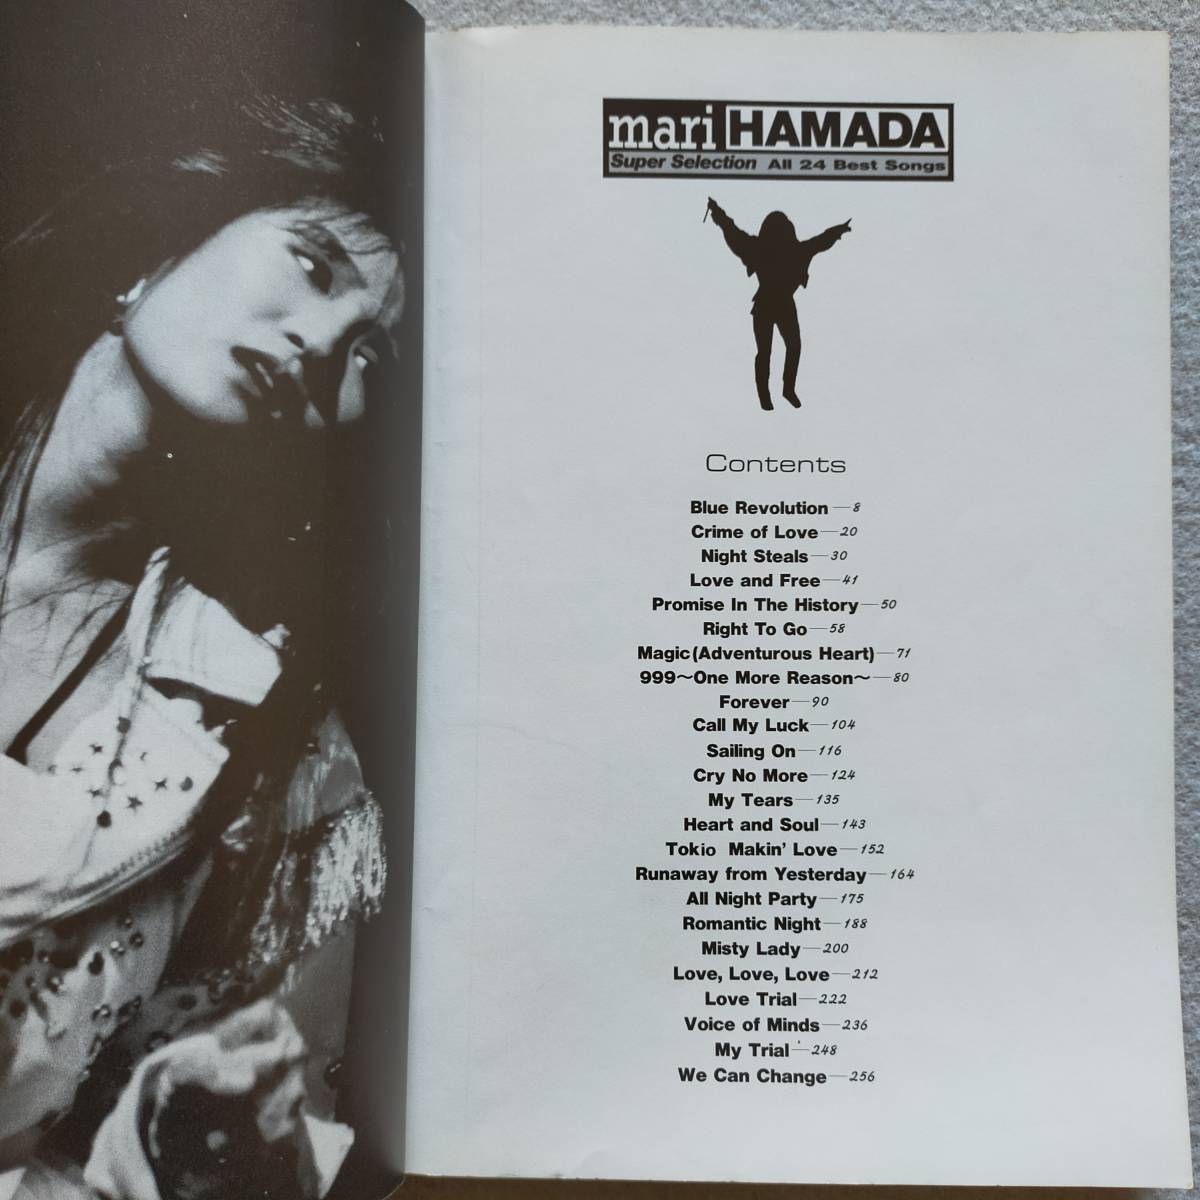 mari HAMADA
Super Selection All 24 Best Songs
Contents
Blue Revolution—8
Crime of Love—20
Night Steals—30
Love and Free—41
Promise In The History—50
Right To Go—58
Magic(Adventurous Heart)—71
999〜One More Reason〜—80
Forever—90
Call My Luck—104
Sailing On—116
Cry No More—124
My Tears—135
Heart and Soul—143
Tokio Makin' Love—152
Runaway from Yesterday—164
All Night Party—175
Romantic Night—188
Misty Lady—200
Love, Love, Love—212
Love Trial—222
Voice of Minds—236
My Trial—248
We Can Change—256